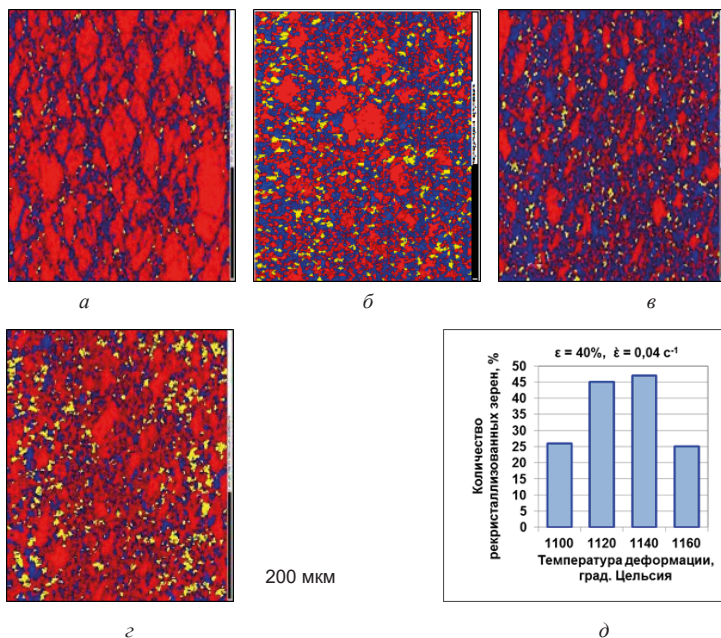 а
б
в
ε = 40%, ε̇ = 0,04 с⁻¹
Количество
рекристаллизованных зерен, %
50
45
40
35
30
25
20
15
10
5
0
1100 1120 1140 1160
Температура деформации,
град. Цельсия
200 мкм
г
д